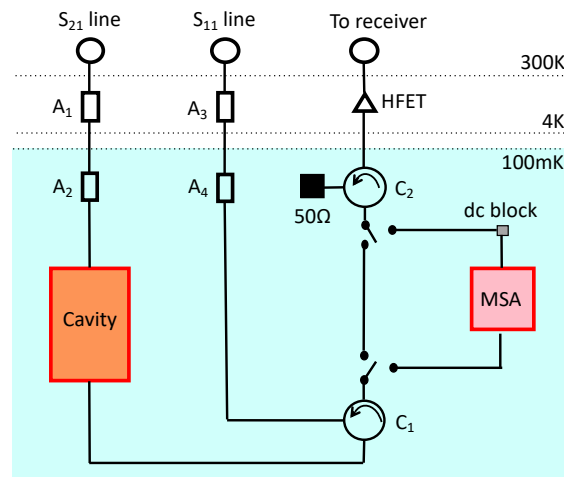 S21 line
S11 line
To receiver
300K
A1
A3
HFET
4K
100mK
A2
A4
C2
50Ω
dc block
Cavity
MSA
C1